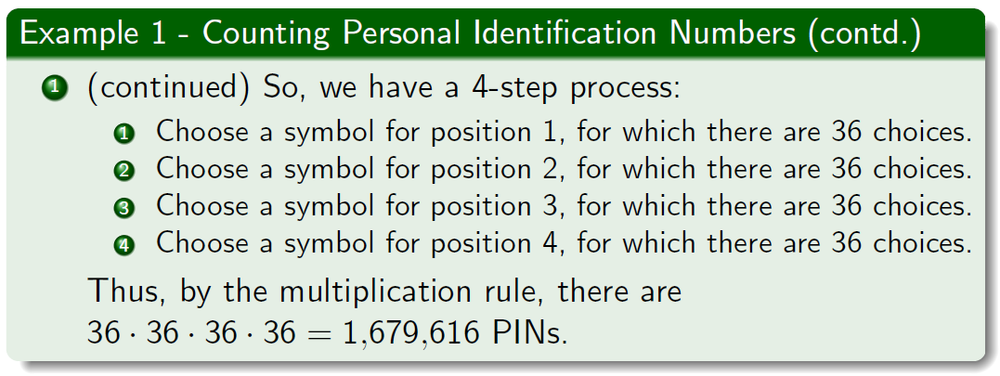 Example 1 - Counting Personal Identification Numbers (contd.)
1 (continued) So, we have a 4-step process:
1 Choose a symbol for position 1, for which there are 36 choices.
2 Choose a symbol for position 2, for which there are 36 choices.
3 Choose a symbol for position 3, for which there are 36 choices.
4 Choose a symbol for position 4, for which there are 36 choices.
Thus, by the multiplication rule, there are
36 · 36 · 36 · 36 = 1,679,616 PINs.